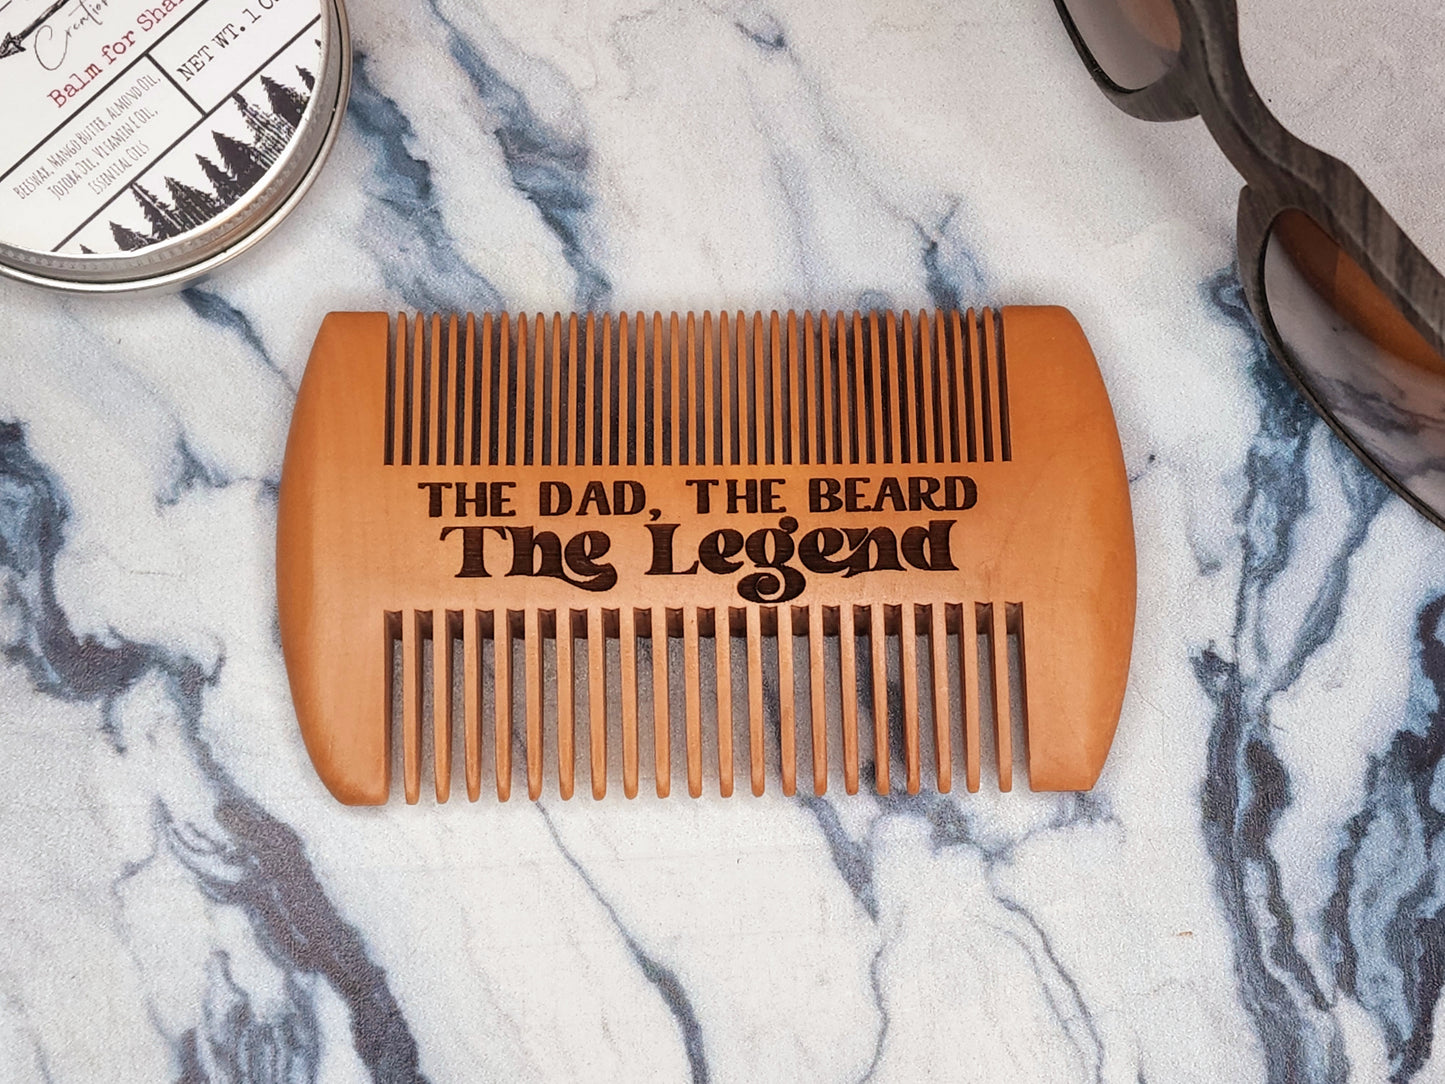 Creation
Balm for
NET WT. 1
BEESWAX, MANGO BUTTER, ALMOND OIL,
JOJOBA OIL, VITAMIN E OIL,
ESSENTIAL OILS
THE DAD, THE BEARD
The Legend